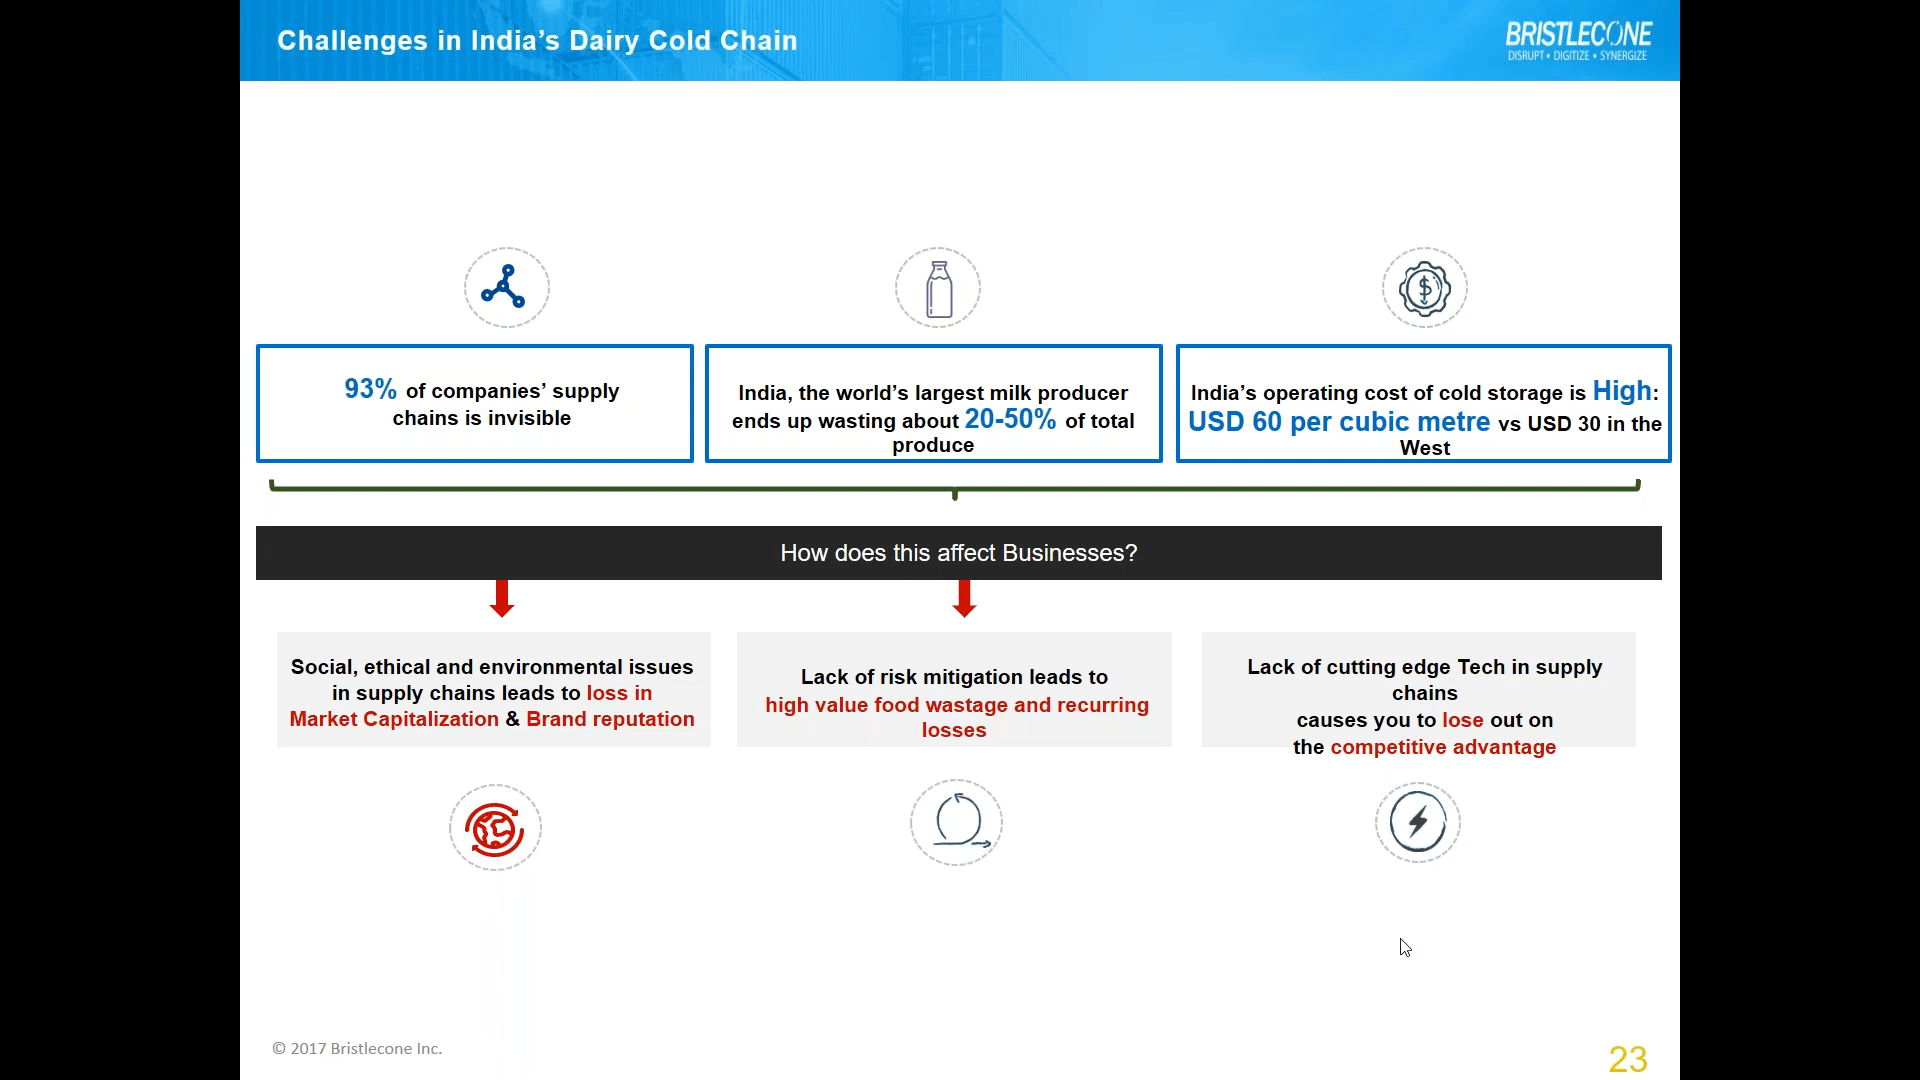 Challenges in India’s Dairy Cold Chain
BRISTLECONE
DISRUPT • DIGITIZE • SYNERGIZE
93% of companies’ supply
chains is invisible
India, the world’s largest milk producer
ends up wasting about 20-50% of total
produce
India’s operating cost of cold storage is High:
USD 60 per cubic metre vs USD 30 in the
West
How does this affect Businesses?
Social, ethical and environmental issues
in supply chains leads to loss in
Market Capitalization & Brand reputation
Lack of risk mitigation leads to
high value food wastage and recurring
losses
Lack of cutting edge Tech in supply
chains
causes you to lose out on
the competitive advantage
© 2017 Bristlecone Inc.
23